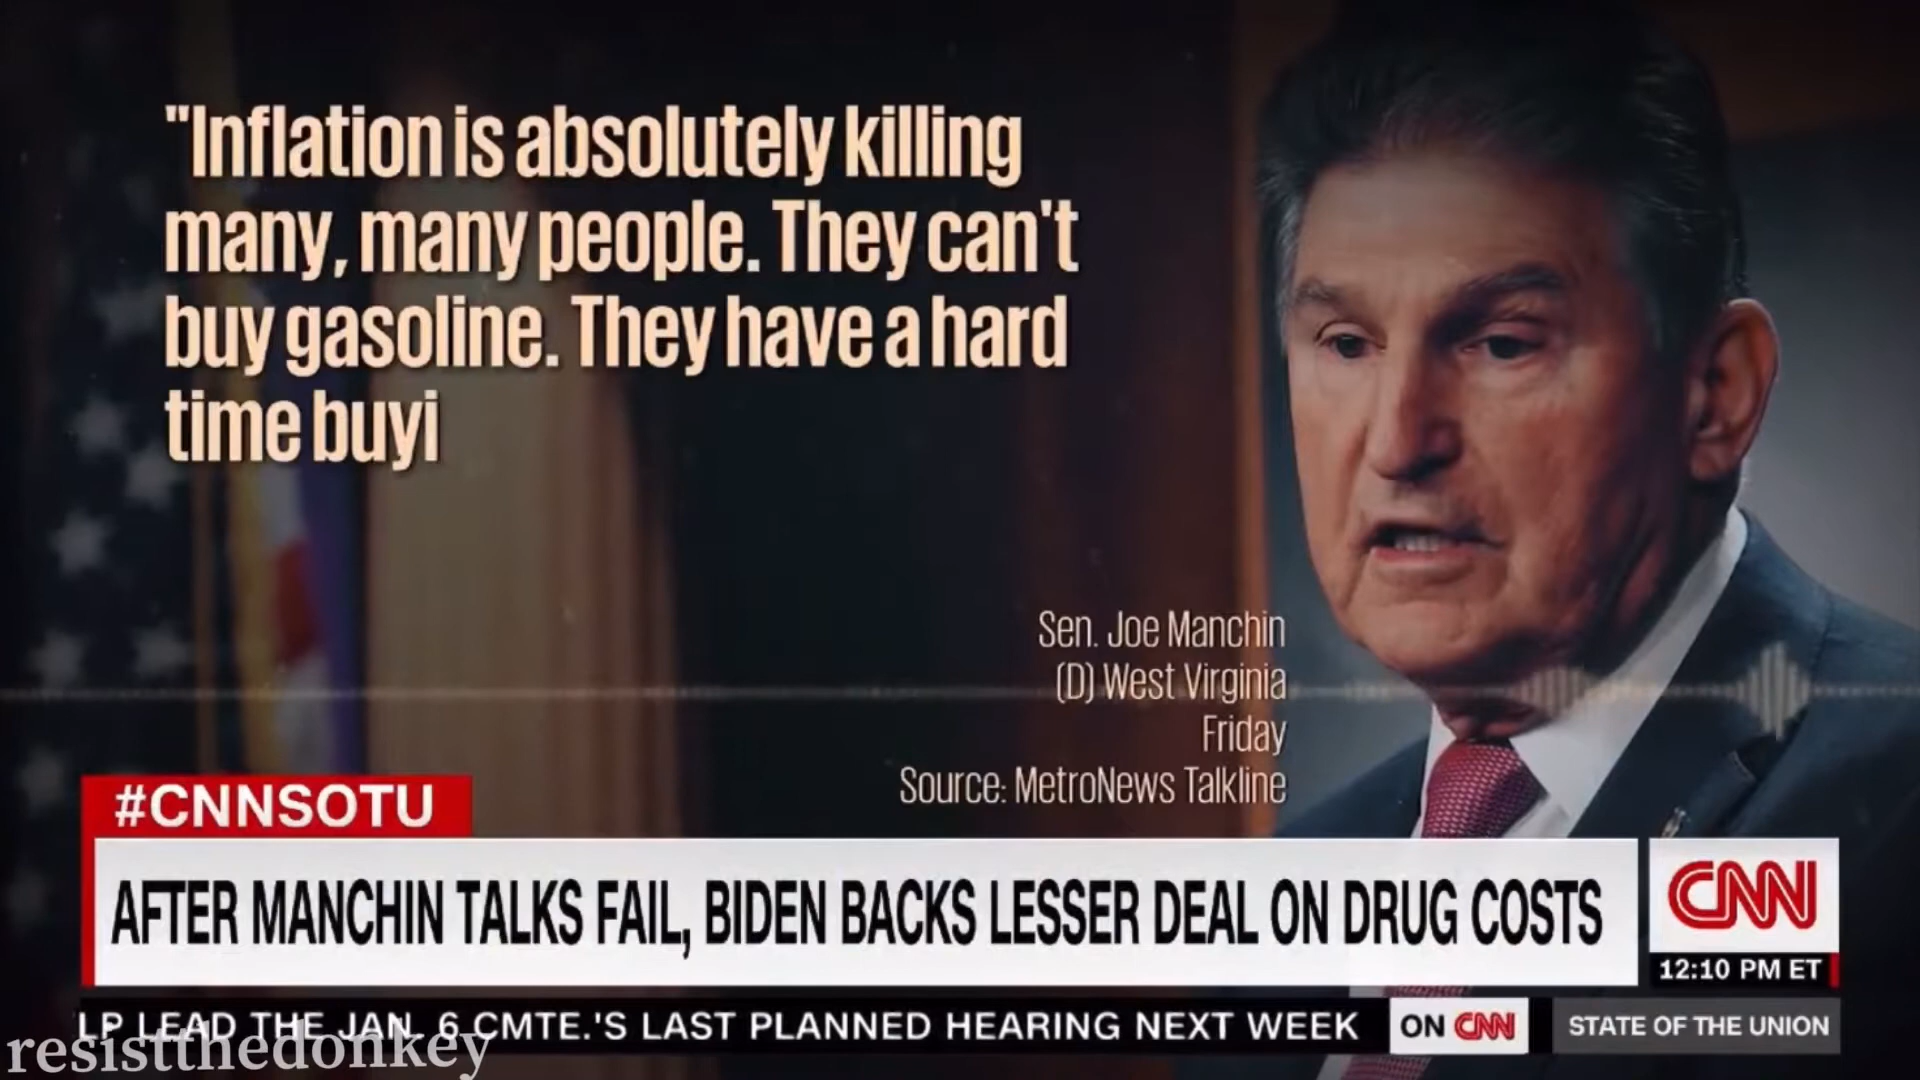 "Inflation is absolutely killing
many, many people. They can't
buy gasoline. They have a hard
time buyi
Sen. Joe Manchin
(D) West Virginia
Friday
Source: MetroNews Talkline
#CNNSOTU
AFTER MANCHIN TALKS FAIL, BIDEN BACKS LESSER DEAL ON DRUG COSTS
CNN
12:10 PM ET
LP LEAD THE JAN. 6 CMTE.'S LAST PLANNED HEARING NEXT WEEK
ON CNN
STATE OF THE UNION
resistthedonkey